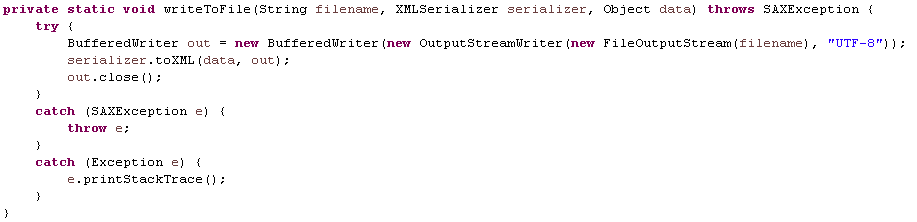 private static void writeToFile(String filename, XMLSerializer serializer, Object data) throws SAXException {
    try {
        BufferedWriter out = new BufferedWriter(new OutputStreamWriter(new FileOutputStream(filename), "UTF-8"));
        serializer.toXML(data, out);
        out.close();
    }
    catch (SAXException e) {
        throw e;
    }
    catch (Exception e) {
        e.printStackTrace();
    }
}